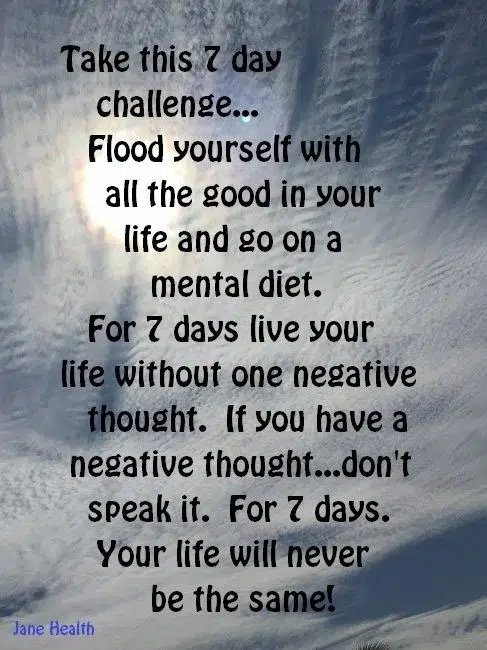 Take this 7 day
challenge...
Flood yourself with
all the good in your
life and go on a
mental diet.
For 7 days live your
life without one negative
thought.  If you have a
negative thought...don't
speak it.  For 7 days.
Your life will never
be the same!
Jane Health